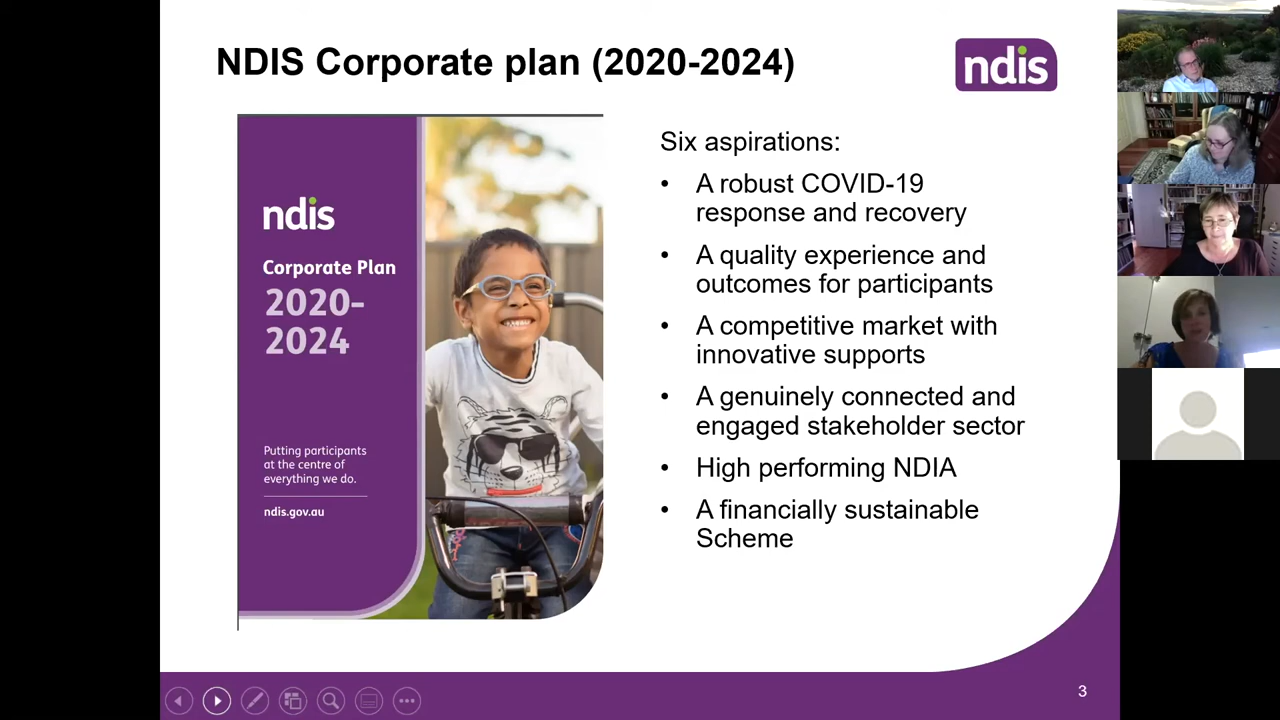 NDIS Corporate plan (2020-2024)
ndis
ndis
Corporate Plan
2020-
2024
Putting participants
at the centre of
everything we do.
ndis.gov.au
Six aspirations:
• A robust COVID-19
response and recovery
• A quality experience and
outcomes for participants
• A competitive market with
innovative supports
• A genuinely connected and
engaged stakeholder sector
• High performing NDIA
• A financially sustainable
Scheme
3